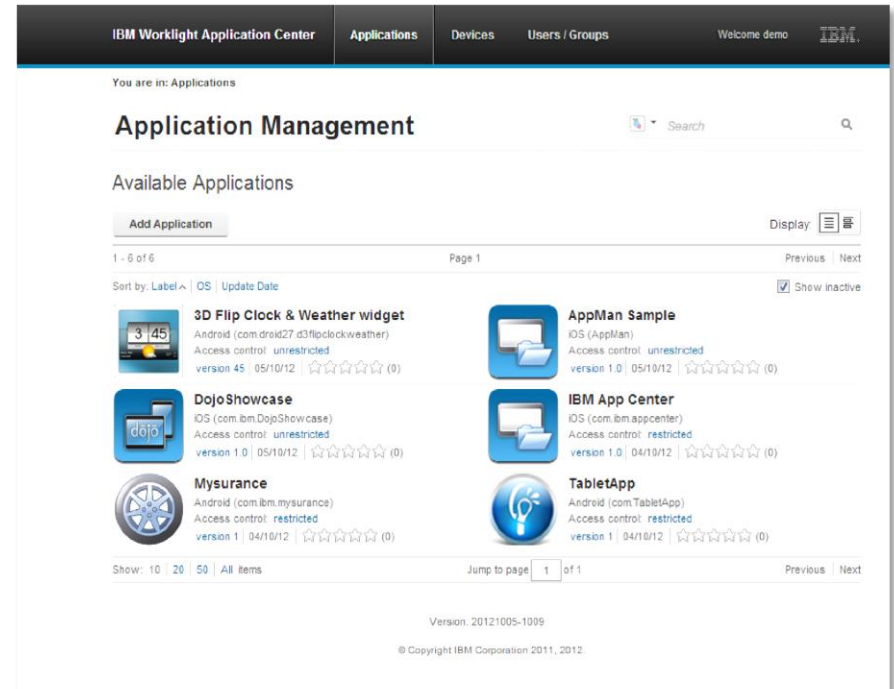 IBM Worklight Application Center Applications Devices Users / Groups Welcome demo IBM.
You are in: Applications
Application Management Search
Available Applications
Add Application Display:
1 - 6 of 6 Page 1 Previous Next
Sort by: Label OS Update Date Show inactive
3D Flip Clock & Weather widget
Android (com.droid27.d3flipclockweather)
Access control: unrestricted
version 45 05/10/12 (0)
3 45
AppMan Sample
iOS (AppMan)
Access control: unrestricted
version 1.0 05/10/12 (0)
DojoShowcase
iOS (com.ibm.DojoShowcase)
Access control: unrestricted
version 1.0 05/10/12 (0)
dojo
IBM App Center
iOS (com.ibm.appcenter)
Access control: restricted
version 1.0 04/10/12 (0)
Mysurance
Android (com.ibm.mysurance)
Access control: restricted
version 1 04/10/12 (0)
TabletApp
Android (com.TabletApp)
Access control: restricted
version 1 04/10/12 (0)
Show: 10 20 50 All items Jump to page 1 of 1 Previous Next
Version: 20121005-1009
© Copyright IBM Corporation 2011, 2012.